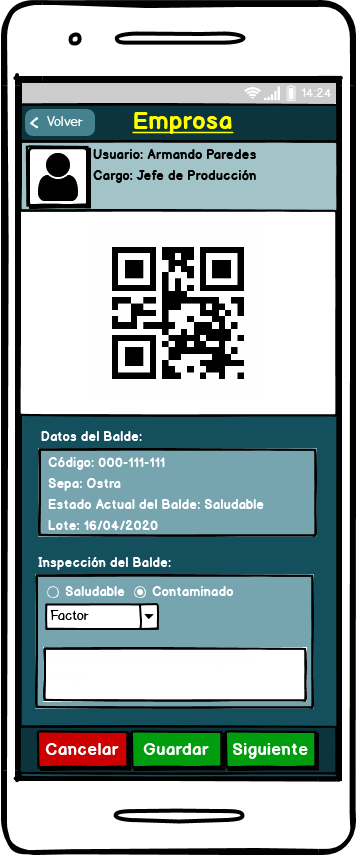 14:24
< Volver
Emprosa
Usuario: Armando Paredes
Cargo: Jefe de Producción
Datos del Balde:
Código: 000-111-111
Sepa: Ostra
Estado Actual del Balde: Saludable
Lote: 16/04/2020
Inspección del Balde:
Saludable Contaminado
Factor
Cancelar Guardar Siguiente